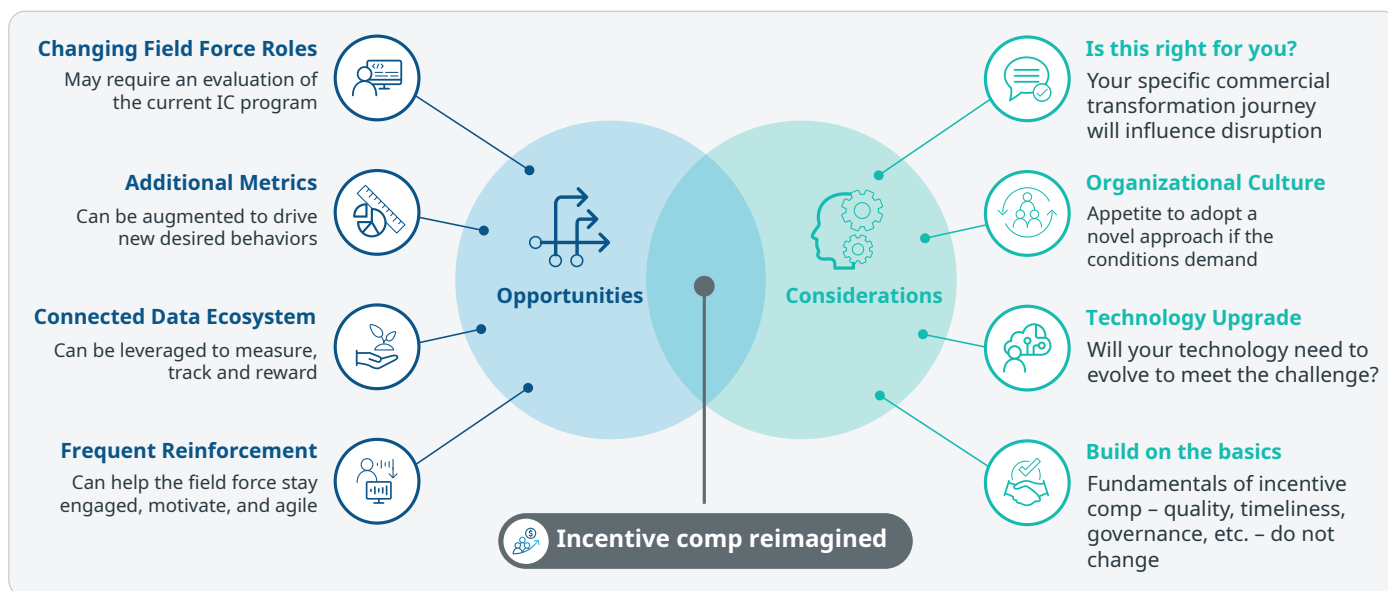 Changing Field Force Roles
May require an evaluation of
the current IC program
Additional Metrics
Can be augmented to drive
new desired behaviors
Connected Data Ecosystem
Can be leveraged to measure,
track and reward
Frequent Reinforcement
Can help the field force stay
engaged, motivate, and agile
Opportunities
Considerations
Incentive comp reimagined
Is this right for you?
Your specific commercial
transformation journey
will influence disruption
Organizational Culture
Appetite to adopt a
novel approach if the
conditions demand
Technology Upgrade
Will your technology need to
evolve to meet the challenge?
Build on the basics
Fundamentals of incentive
comp – quality, timeliness,
governance, etc. – do not
change